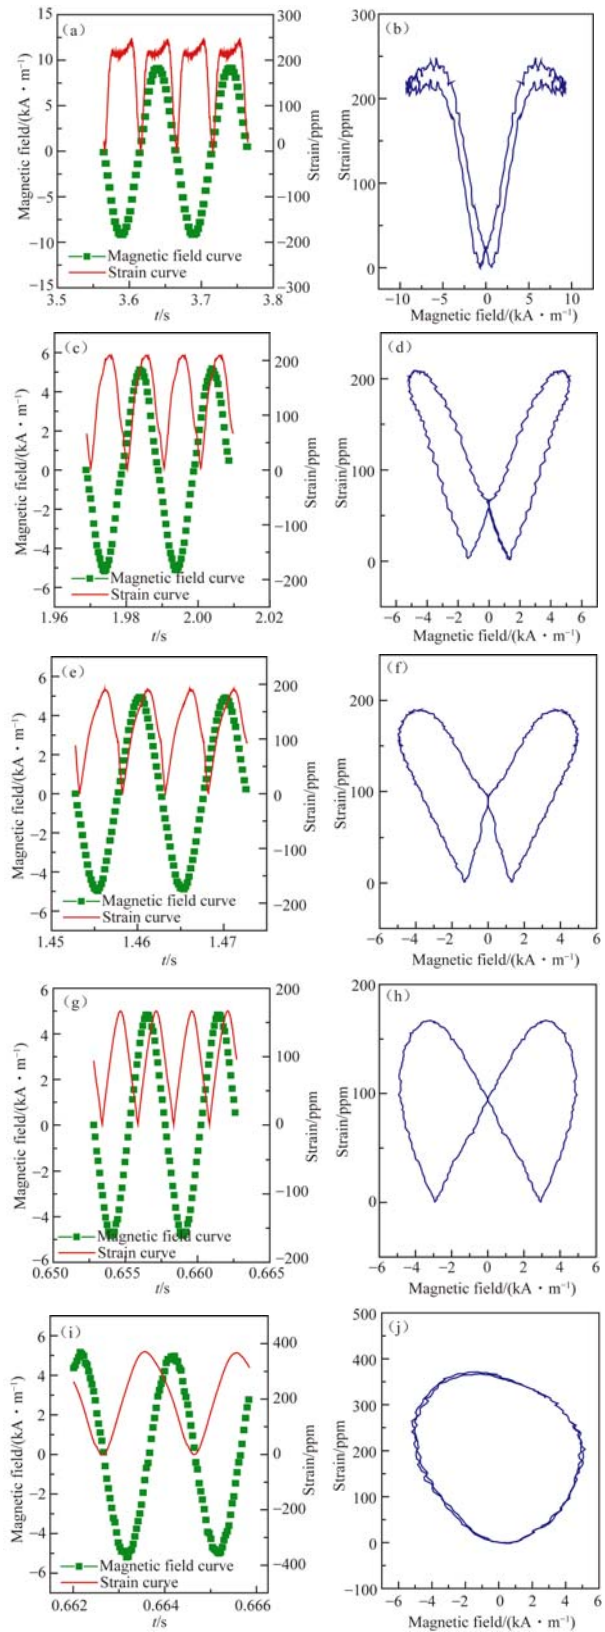 (a)
Magnetic field/(kA · m⁻¹)
15
10
5
0
−5
−10
−15
300
200
100
0
−100
−200
−300
Strain/ppm
Magnetic field curve
Strain curve
3.5 3.6 3.7 3.8
t/s
(b)
Strain/ppm
300
200
100
0
−10 −5 0 5 10
Magnetic field/(kA · m⁻¹)
(c)
Magnetic field/(kA · m⁻¹)
6
4
2
0
−2
−4
−6
200
100
0
−100
−200
Strain/ppm
Magnetic field curve
Strain curve
1.96 1.98 2.00 2.02
t/s
(d)
Strain/ppm
200
100
0
−6 −4 −2 0 2 4 6
Magnetic field/(kA · m⁻¹)
(e)
Magnetic field/(kA · m⁻¹)
6
4
2
0
−2
−4
−6
200
100
0
−100
−200
Strain/ppm
Magnetic field curve
Strain curve
1.45 1.46 1.47
t/s
(f)
Strain/ppm
200
100
0
−6 −4 −2 0 2 4 6
Magnetic field/(kA · m⁻¹)
(g)
Magnetic field/(kA · m⁻¹)
6
4
2
0
−2
−4
−6
200
100
0
−100
−200
Strain/ppm
Magnetic field curve
Strain curve
0.650 0.655 0.660 0.665
t/s
(h)
Strain/ppm
200
100
0
−6 −4 −2 0 2 4 6
Magnetic field/(kA · m⁻¹)
(i)
Magnetic field/(kA · m⁻¹)
6
4
2
0
−2
−4
−6
400
200
0
−200
−400
Strain/ppm
Magnetic field curve
Strain curve
0.662 0.664 0.666
t/s
(j)
Strain/ppm
500
400
300
200
100
0
−100
−6 −4 −2 0 2 4 6
Magnetic field/(kA · m⁻¹)